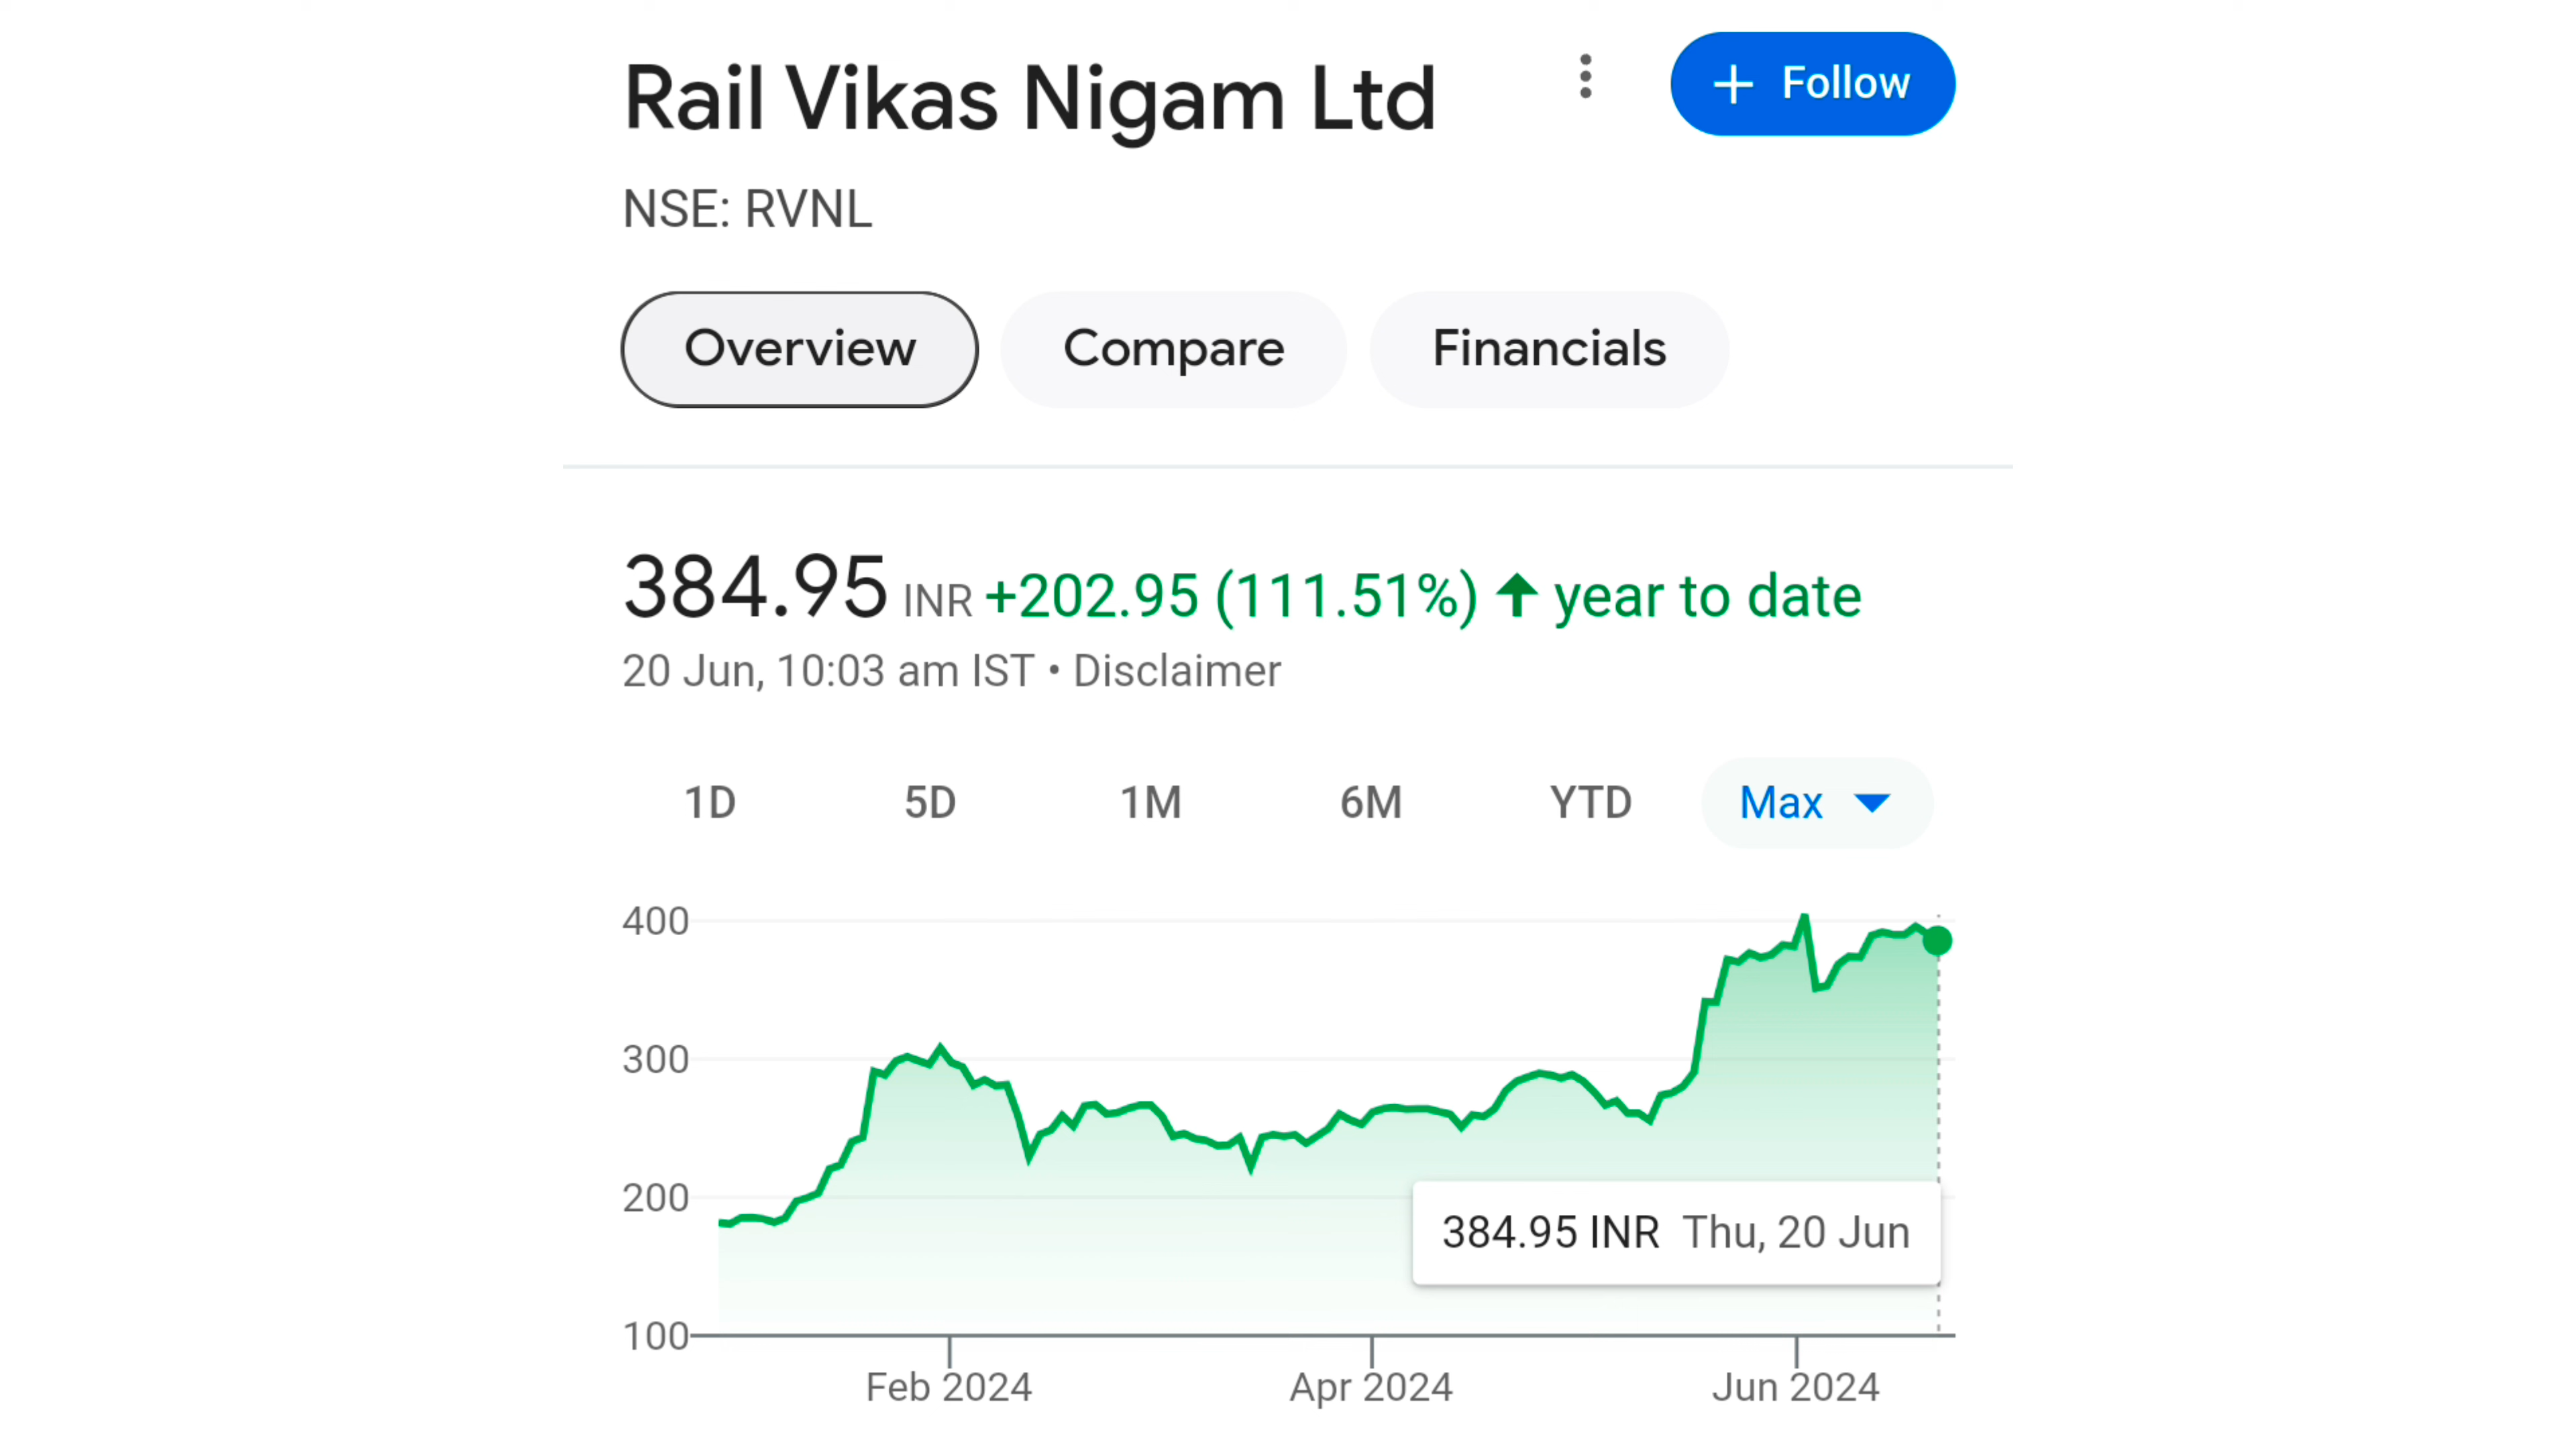 Rail Vikas Nigam Ltd
+ Follow
NSE: RVNL
Overview Compare Financials
384.95 INR +202.95 (111.51%) ↑ year to date
20 Jun, 10:03 am IST • Disclaimer
1D 5D 1M 6M YTD Max
400
300
200
384.95 INR Thu, 20 Jun
100
Feb 2024 Apr 2024 Jun 2024